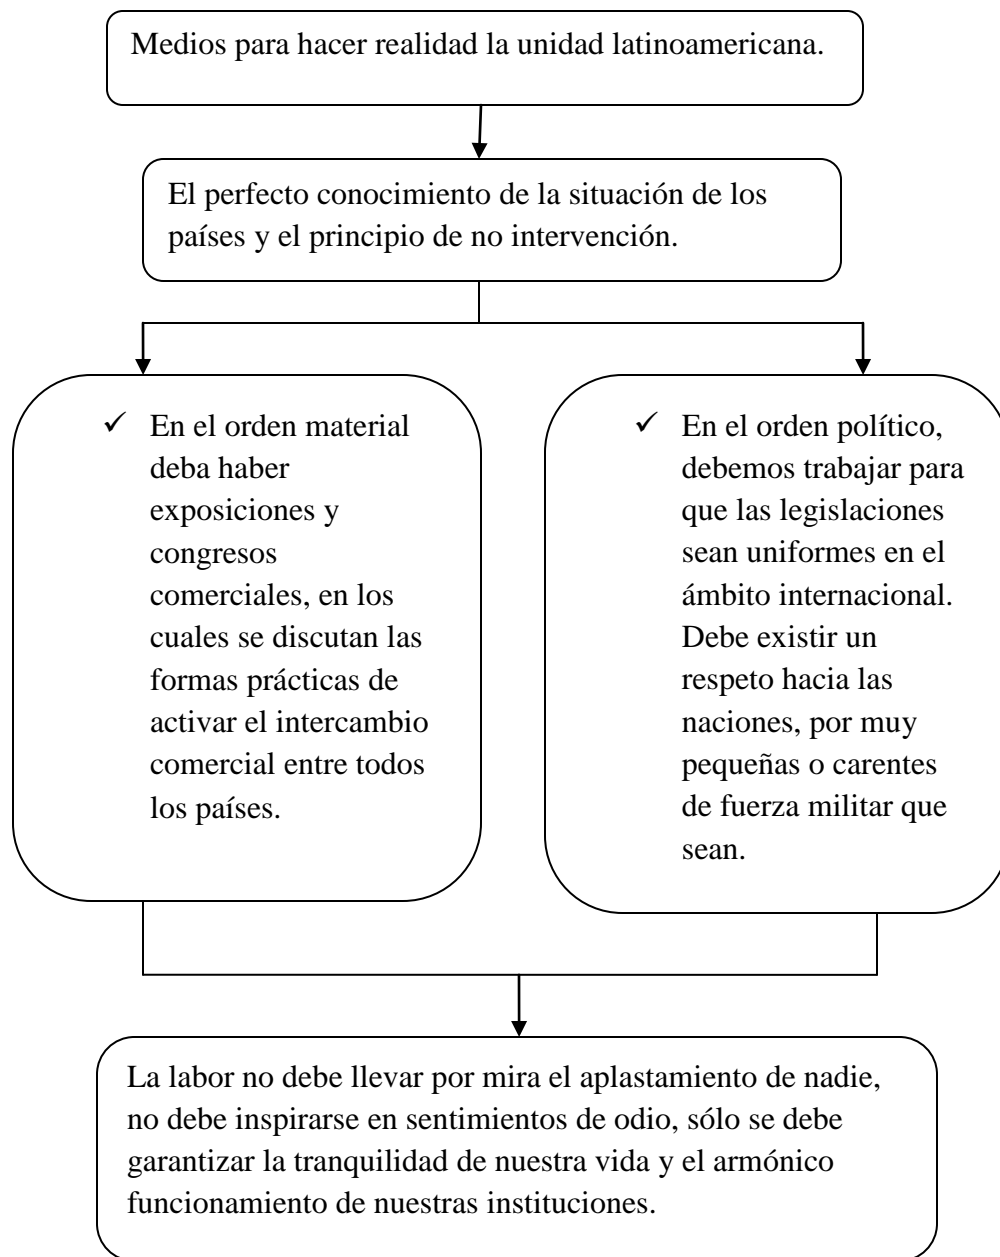 Medios para hacer realidad la unidad latinoamericana.
El perfecto conocimiento de la situación de los
países y el principio de no intervención.
✓ En el orden material
deba haber
exposiciones y
congresos
comerciales, en los
cuales se discutan las
formas prácticas de
activar el intercambio
comercial entre todos
los países.
✓ En el orden político,
debemos trabajar para
que las legislaciones
sean uniformes en el
ámbito internacional.
Debe existir un
respeto hacia las
naciones, por muy
pequeñas o carentes
de fuerza militar que
sean.
La labor no debe llevar por mira el aplastamiento de nadie,
no debe inspirarse en sentimientos de odio, sólo se debe
garantizar la tranquilidad de nuestra vida y el armónico
funcionamiento de nuestras instituciones.